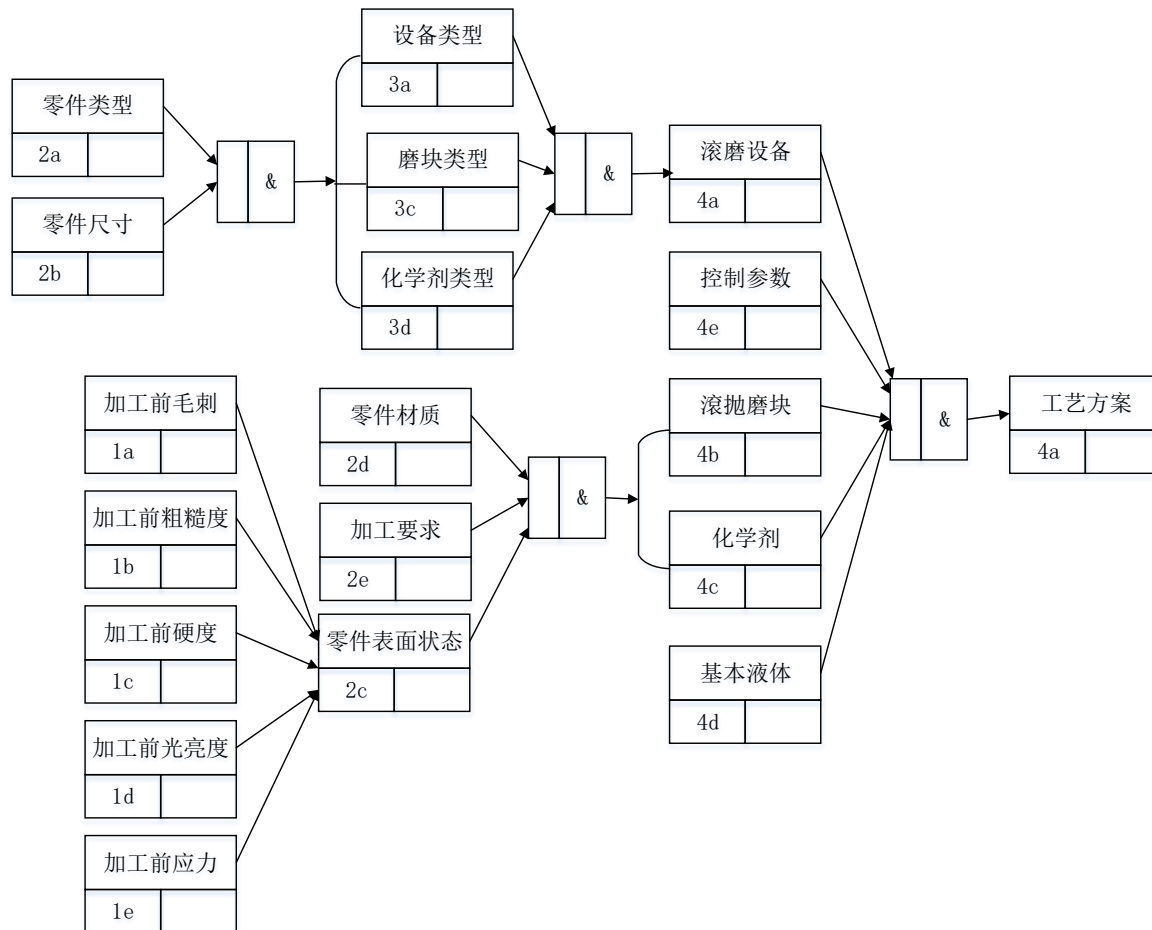 设备类型
3a
零件类型
2a
&
磨块类型
3c
&
滚磨设备
4a
零件尺寸
2b
化学剂类型
3d
控制参数
4e
加工前毛刺
1a
零件材质
2d
&
滚抛磨块
4b
&
工艺方案
4a
加工前粗糙度
1b
加工要求
2e
化学剂
4c
加工前硬度
1c
零件表面状态
2c
基本液体
4d
加工前光亮度
1d
加工前应力
1e